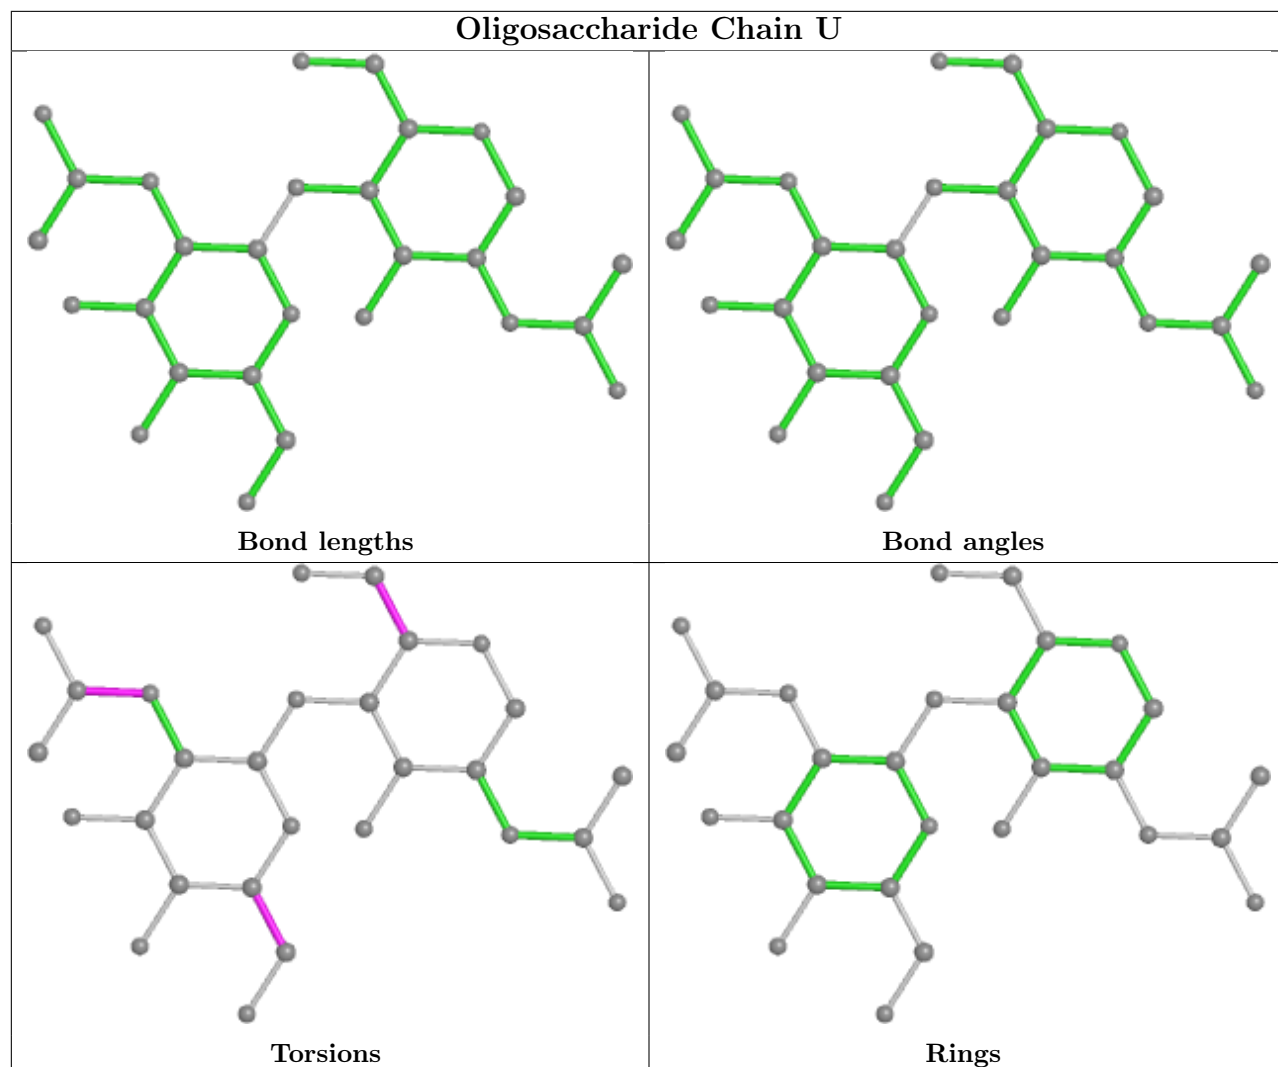 Oligosaccharide Chain U
Bond lengths
Bond angles
Torsions
Rings